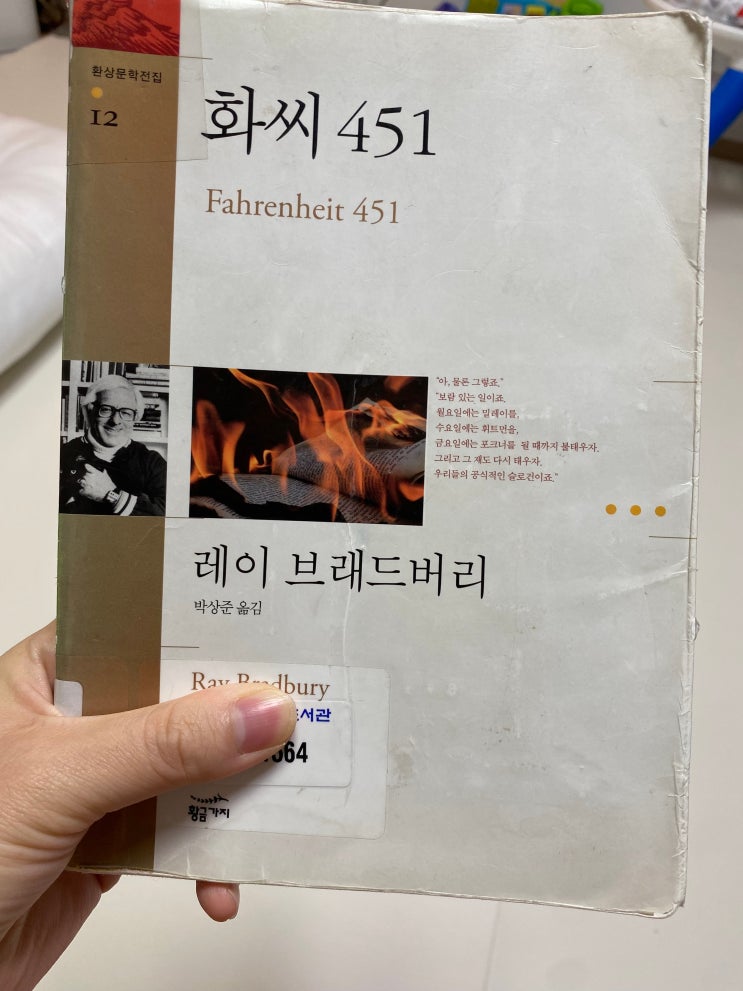 환상문학전집
12
화씨 451
Fahrenheit 451
"아, 물론 그렇죠."
"보람 있는 일이죠.
월요일에는 밀레이를,
수요일에는 휘트먼을,
금요일에는 포크너를 될 때까지 불태우자.
그리고 그 재도 다시 태우자.
우리들의 공식적인 슬로건이죠."
레이 브래드버리
박상준 옮김
Ray Bradbury
서관
564
황금가지